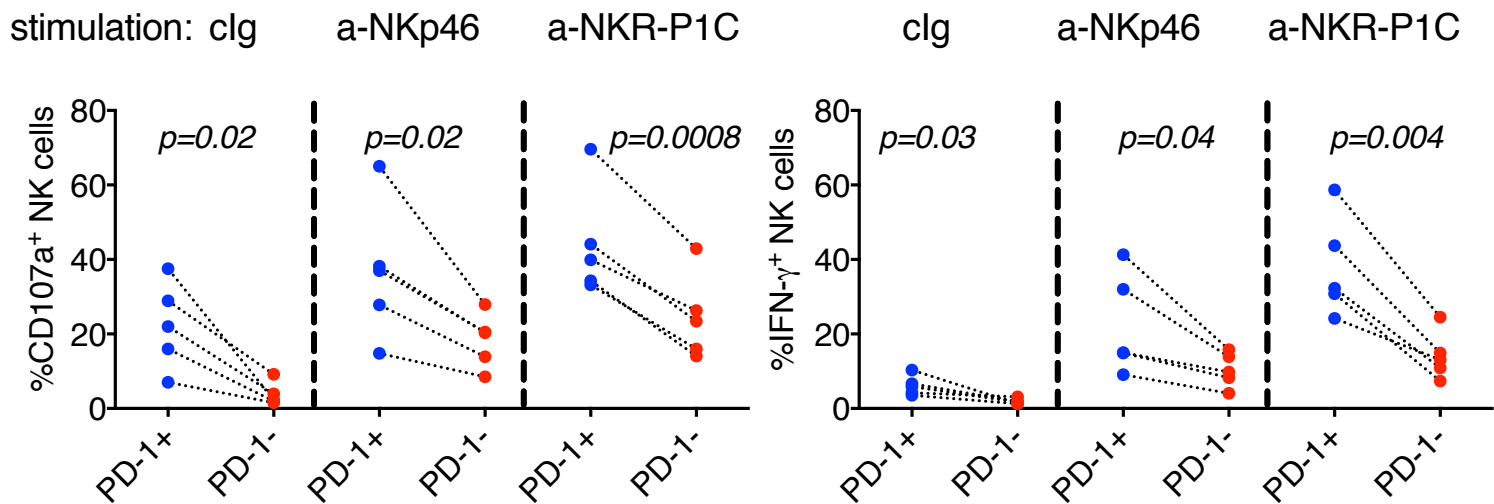 stimulation: cIg a-NKp46 a-NKR-P1C cIg a-NKp46 a-NKR-P1C
%CD107a⁺ NK cells
80
60
40
20
0
p=0.02 p=0.02 p=0.0008
PD-1+ PD-1- PD-1+ PD-1- PD-1+ PD-1-
%IFN-γ⁺ NK cells
80
60
40
20
0
p=0.03 p=0.04 p=0.004
PD-1+ PD-1- PD-1+ PD-1- PD-1+ PD-1-